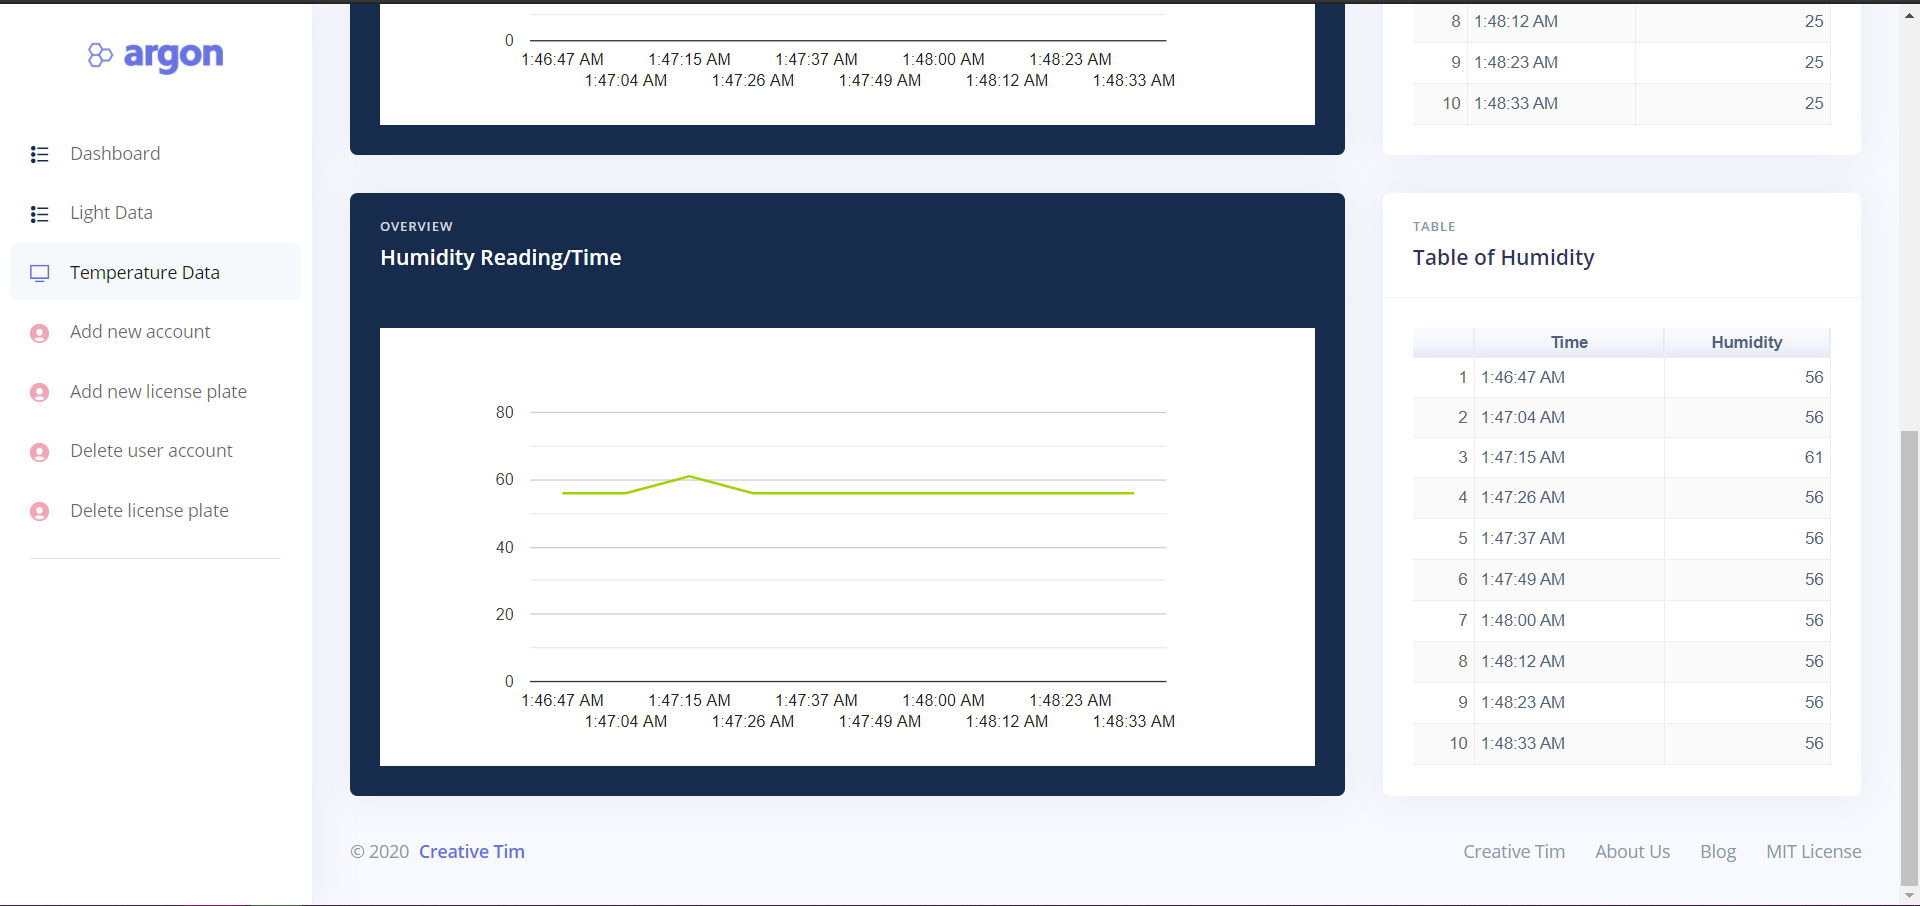 argon
Dashboard
Light Data
Temperature Data
Add new account
Add new license plate
Delete user account
Delete license plate
0
1:46:47 AM 1:47:15 AM 1:47:37 AM 1:48:00 AM 1:48:23 AM
1:47:04 AM 1:47:26 AM 1:47:49 AM 1:48:12 AM 1:48:33 AM
8 1:48:12 AM 25
9 1:48:23 AM 25
10 1:48:33 AM 25
OVERVIEW
Humidity Reading/Time
80
60
40
20
0
1:46:47 AM 1:47:15 AM 1:47:37 AM 1:48:00 AM 1:48:23 AM
1:47:04 AM 1:47:26 AM 1:47:49 AM 1:48:12 AM 1:48:33 AM
TABLE
Table of Humidity
Time Humidity
1 1:46:47 AM 56
2 1:47:04 AM 56
3 1:47:15 AM 61
4 1:47:26 AM 56
5 1:47:37 AM 56
6 1:47:49 AM 56
7 1:48:00 AM 56
8 1:48:12 AM 56
9 1:48:23 AM 56
10 1:48:33 AM 56
© 2020 Creative Tim
Creative Tim About Us Blog MIT License